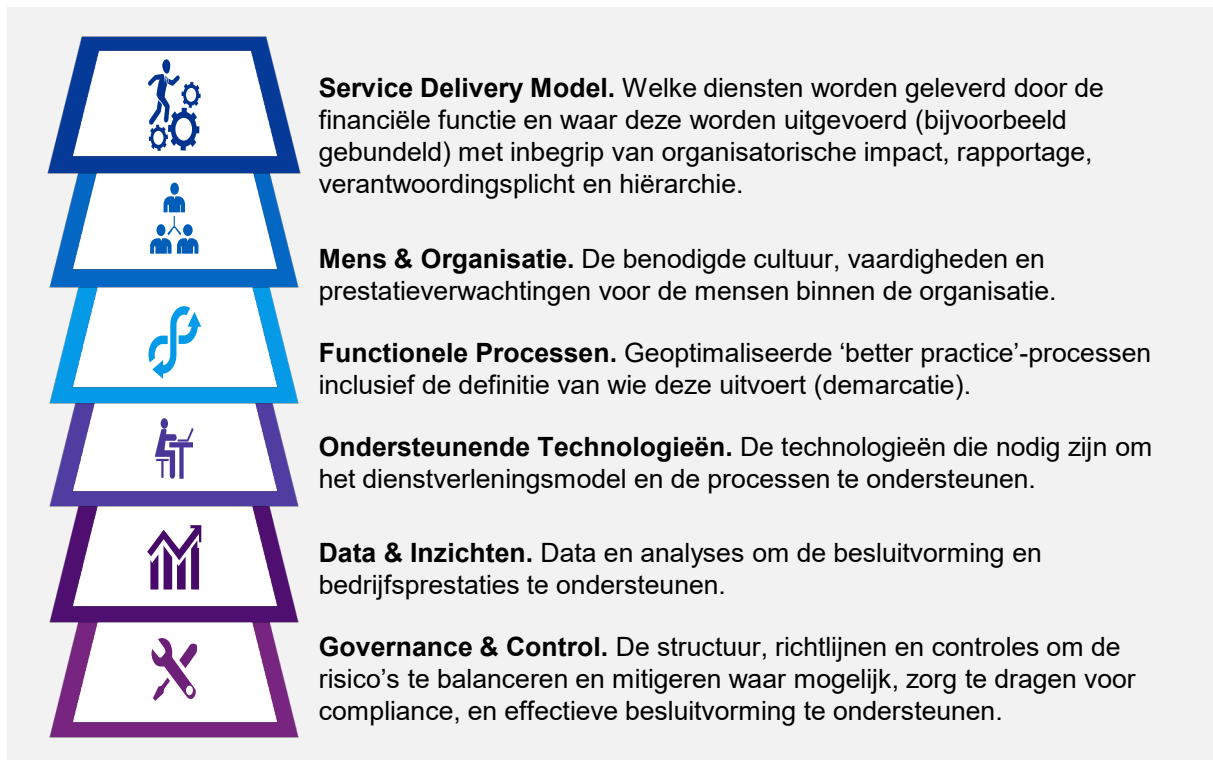 Service Delivery Model. Welke diensten worden geleverd door de
financiële functie en waar deze worden uitgevoerd (bijvoorbeeld
gebundeld) met inbegrip van organisatorische impact, rapportage,
verantwoordingsplicht en hiërarchie.
Mens & Organisatie. De benodigde cultuur, vaardigheden en
prestatieverwachtingen voor de mensen binnen de organisatie.
Functionele Processen. Geoptimaliseerde ‘better practice’-processen
inclusief de definitie van wie deze uitvoert (demarcatie).
Ondersteunende Technologieën. De technologieën die nodig zijn om
het dienstverleningsmodel en de processen te ondersteunen.
Data & Inzichten. Data en analyses om de besluitvorming en
bedrijfsprestaties te ondersteunen.
Governance & Control. De structuur, richtlijnen en controles om de
risico’s te balanceren en mitigeren waar mogelijk, zorg te dragen voor
compliance, en effectieve besluitvorming te ondersteunen.